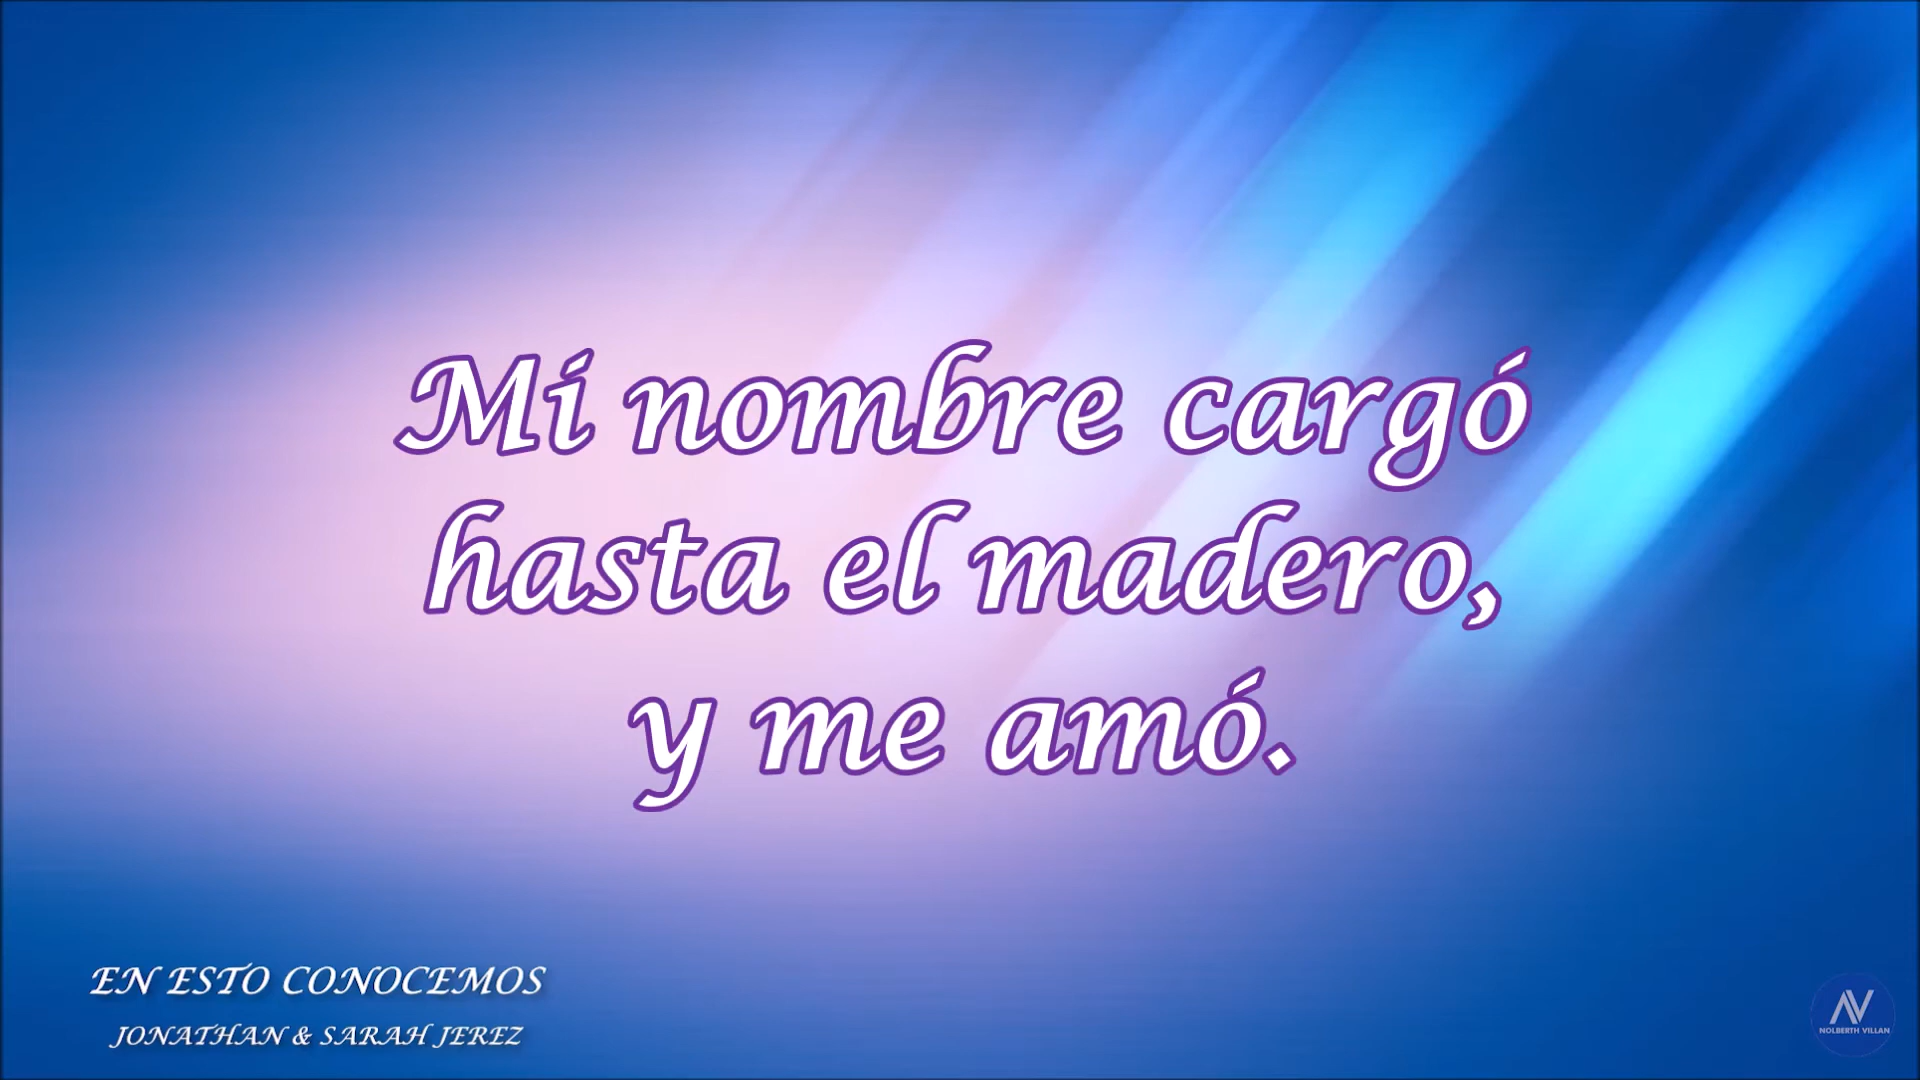 Mi nombre cargó
hasta el madero,
y me amó.
EN ESTO CONOCEMOS
JONATHAN & SARAH JEREZ
NOLBERTH VILLAN